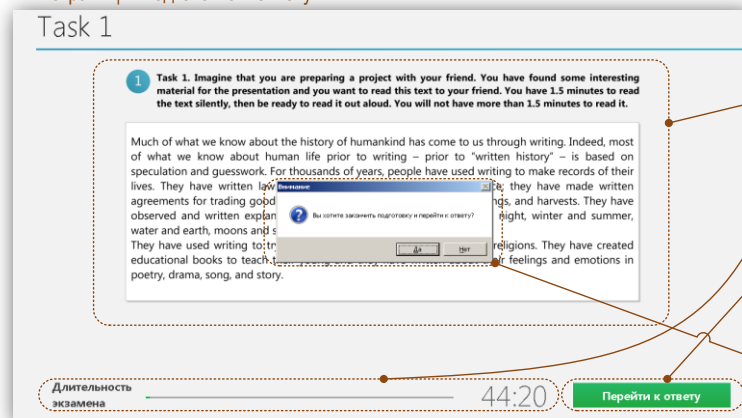 Task 1
1 Task 1. Imagine that you are preparing a project with your friend. You have found some interesting
material for the presentation and you want to read this text to your friend. You have 1.5 minutes to read
the text silently, then be ready to read it out aloud. You will not have more than 1.5 minutes to read it.
Much of what we know about the history of humankind has come to us through writing. Indeed, most
of what we know about human life prior to writing – prior to “written history” – is based on
speculation and guesswork. For thousands of years, people have used writing to make records of their
lives. They have written they have made written
agreements for trading and harvests. They have
observed and written night, winter and summer,
water and earth, moons and
They have used writing to religions. They have created
educational books to teach feelings and emotions in
poetry, drama, song, and story.
Внимание
Вы хотите закончить подготовку и перейти к ответу?
Да Нет
Длительность
экзамена
44:20
Перейти к ответу